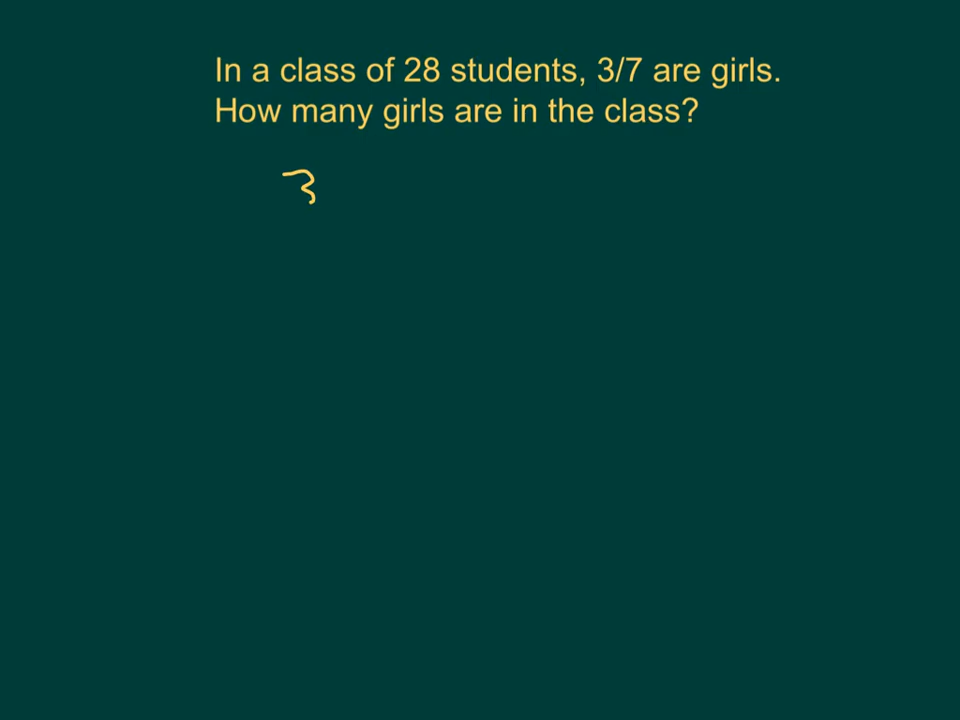 In a class of 28 students, 3/7 are girls.
How many girls are in the class?
3